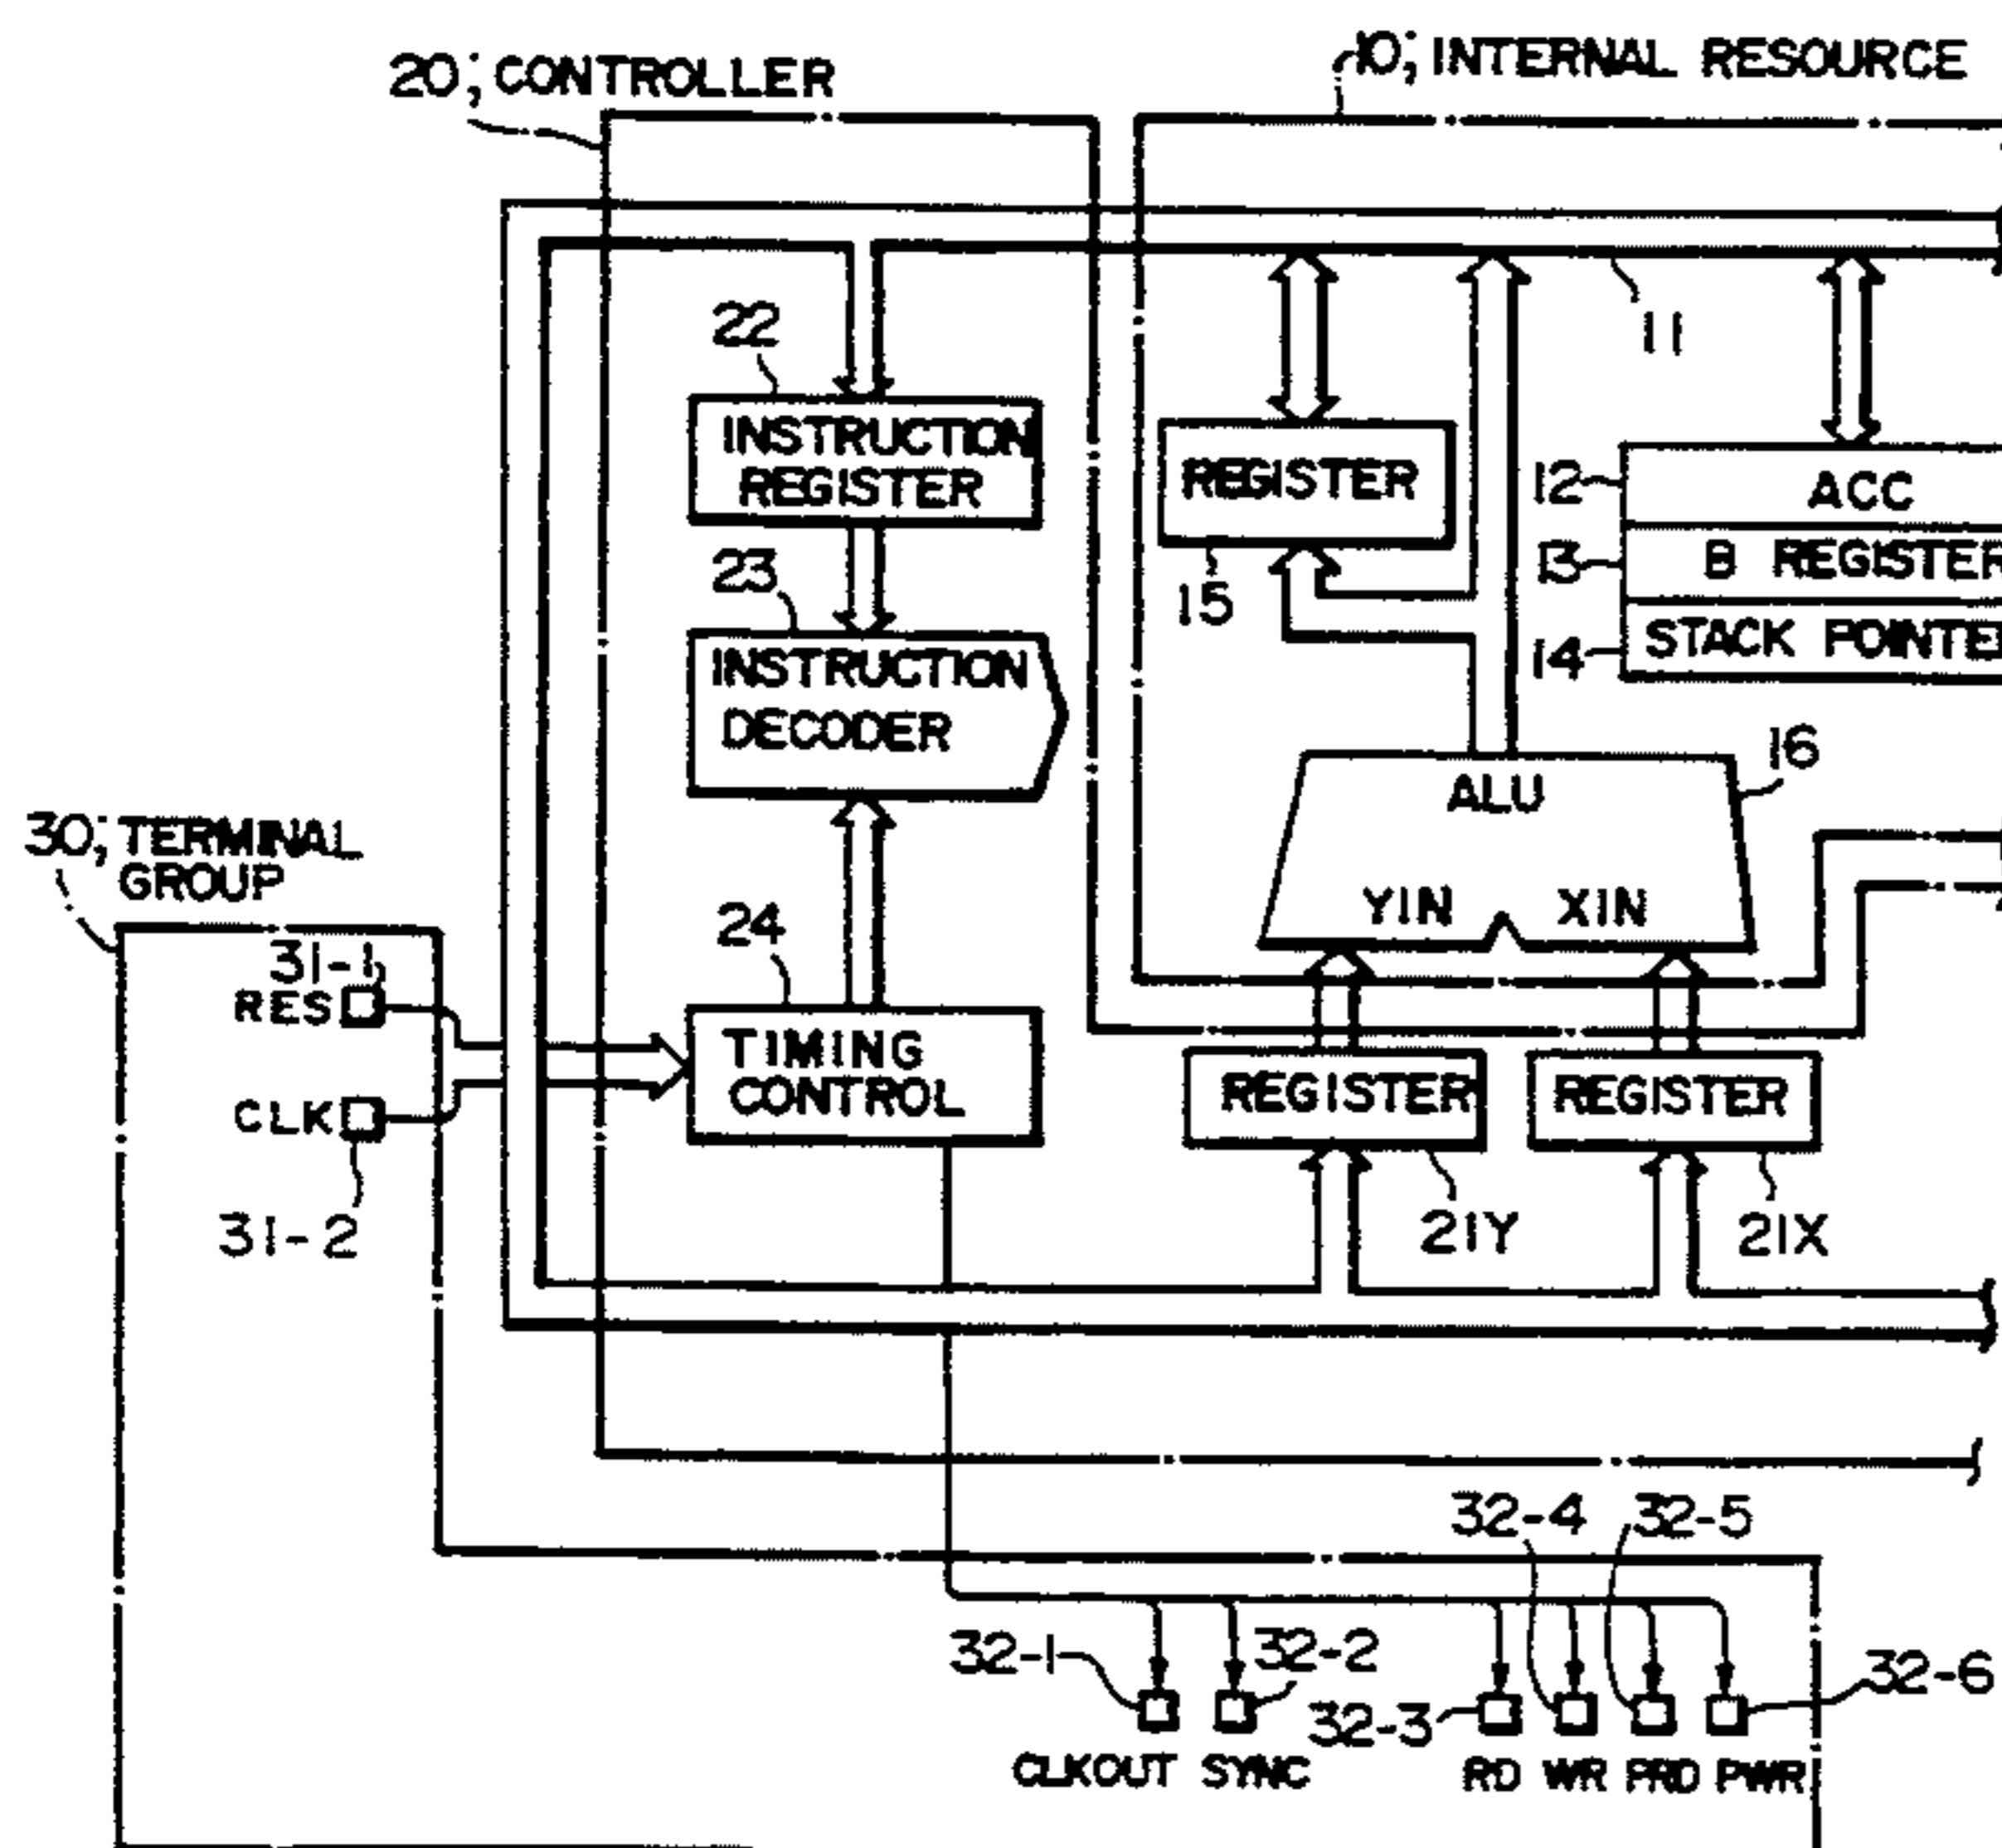 20; CONTROLLER
10; INTERNAL RESOURCE
11
22
INSTRUCTION
REGISTER
REGISTER
15
12
ACC
13
B REGISTER
14
STACK POINTER
23
INSTRUCTION
DECODER
16
ALU
YIN XIN
30; TERMINAL
GROUP
31-1
RES
CLK
31-2
24
TIMING
CONTROL
REGISTER
REGISTER
21Y
21X
32-4
32-5
32-1
32-2
32-3
32-6
CLKOUT SYNC RD WR PRD PWR